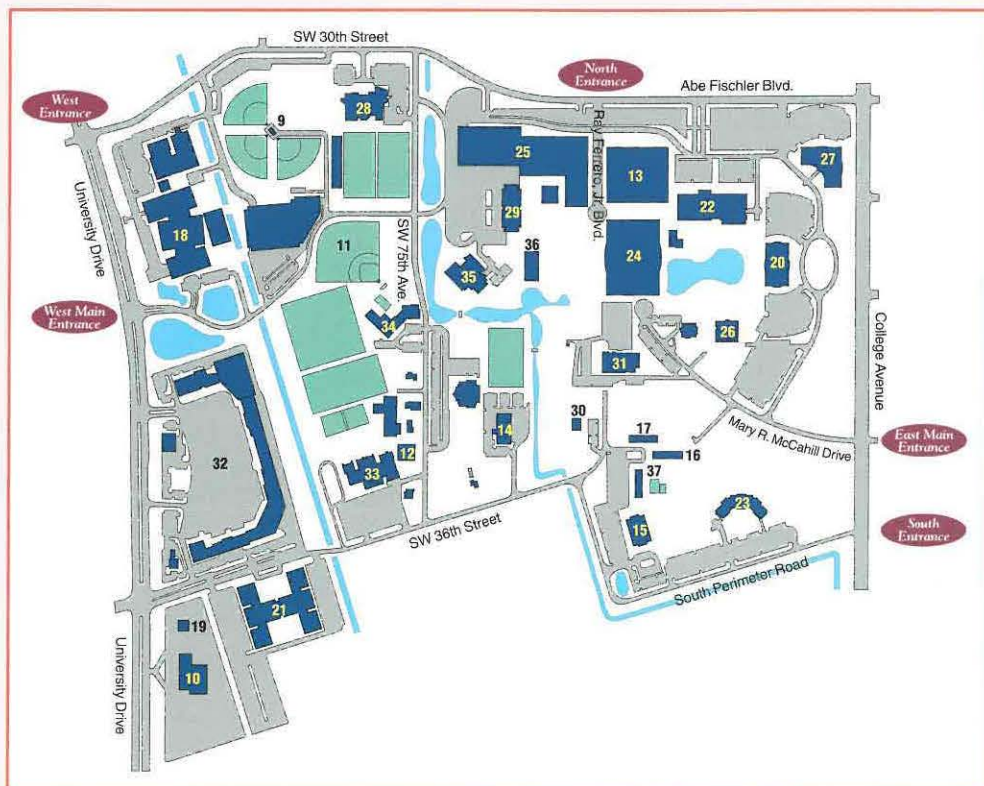 SW 30th Street
North
Entrance
Abe Fischler Blvd.
West
Entrance
28
9
25
Ray Ferrero, Jr. Blvd.
13
27
University Drive
18
29
22
11
SW 75th Ave.
36
24
20
35
West Main
Entrance
34
26
31
College Avenue
32
14
30
17
Mary R. McCahill Drive
East Main
Entrance
12
16
33
37
23
South
Entrance
15
SW 36th Street
South Perimeter Road
21
19
University Drive
10